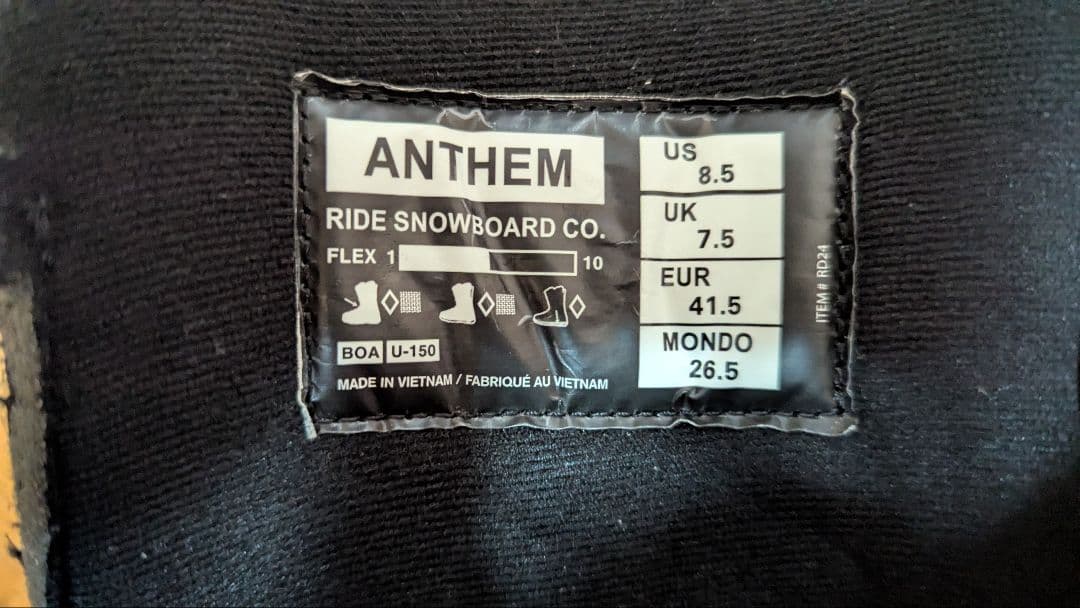 ANTHEM
RIDE SNOWBOARD CO.
FLEX 1 10
BOA U-150
MADE IN VIETNAM / FABRIQUÉ AU VIETNAM
US
8.5
UK
7.5
EUR
41.5
MONDO
26.5
ITEM# RD24